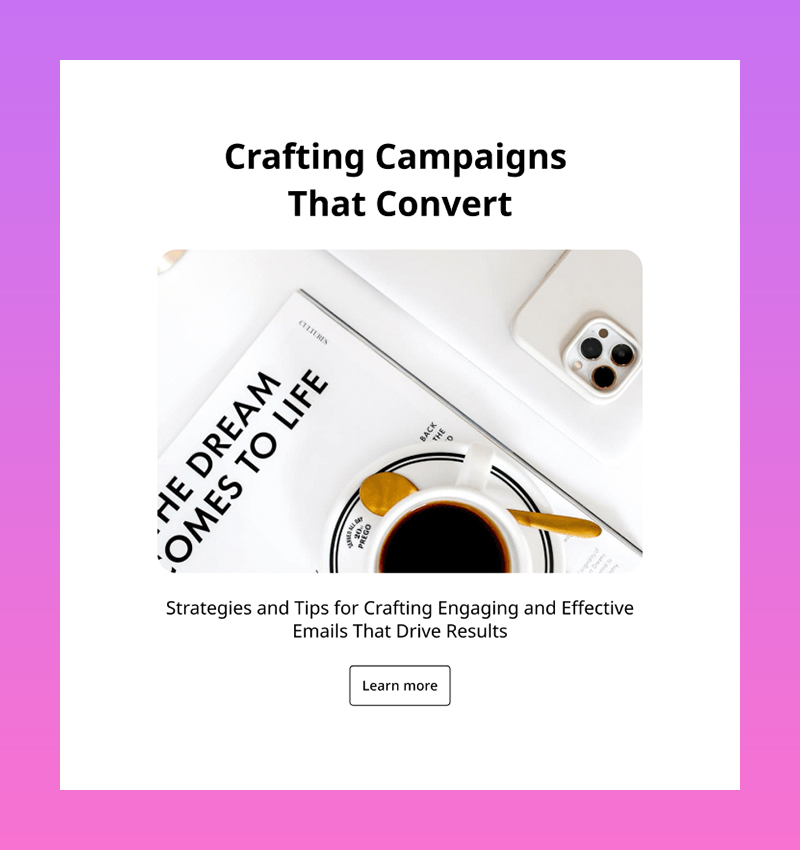 Crafting Campaigns
That Convert
CULTURES
HE DREAM
OMES TO LIFE
BACK
THE
PREGO
Strategies and Tips for Crafting Engaging and Effective
Emails That Drive Results
Learn more